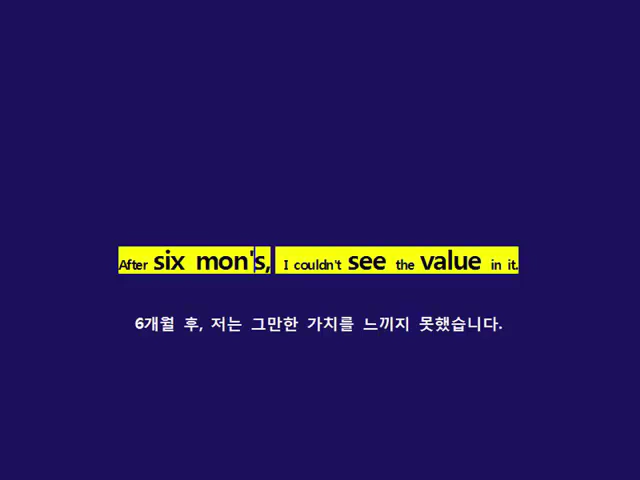 After six mon's, I couldn't see the value in it.
6개월 후, 저는 그만한 가치를 느끼지 못했습니다.